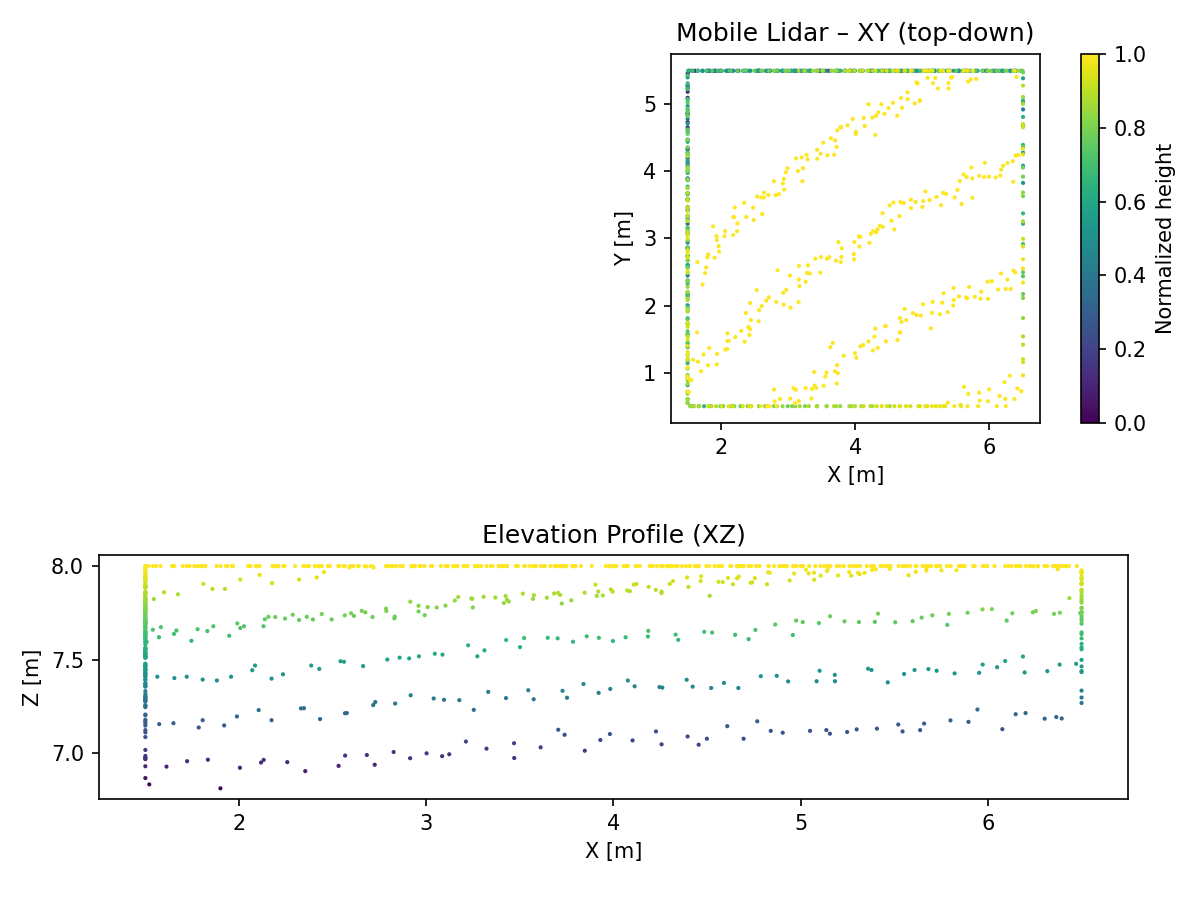 Mobile Lidar – XY (top-down)
5
4
3
2
1
Y [m]
2 4 6
X [m]
1.0
0.8
0.6
0.4
0.2
0.0
Normalized height
Elevation Profile (XZ)
8.0
7.5
7.0
Z [m]
2 3 4 5 6
X [m]